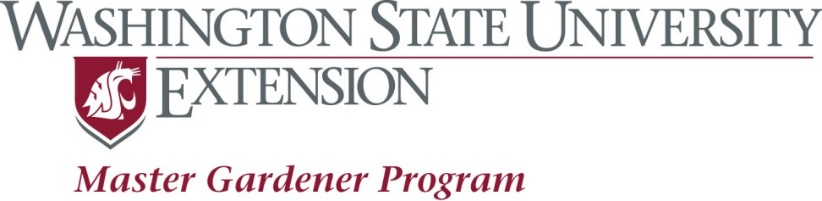 WASHINGTON STATE UNIVERSITY
EXTENSION
Master Gardener Program